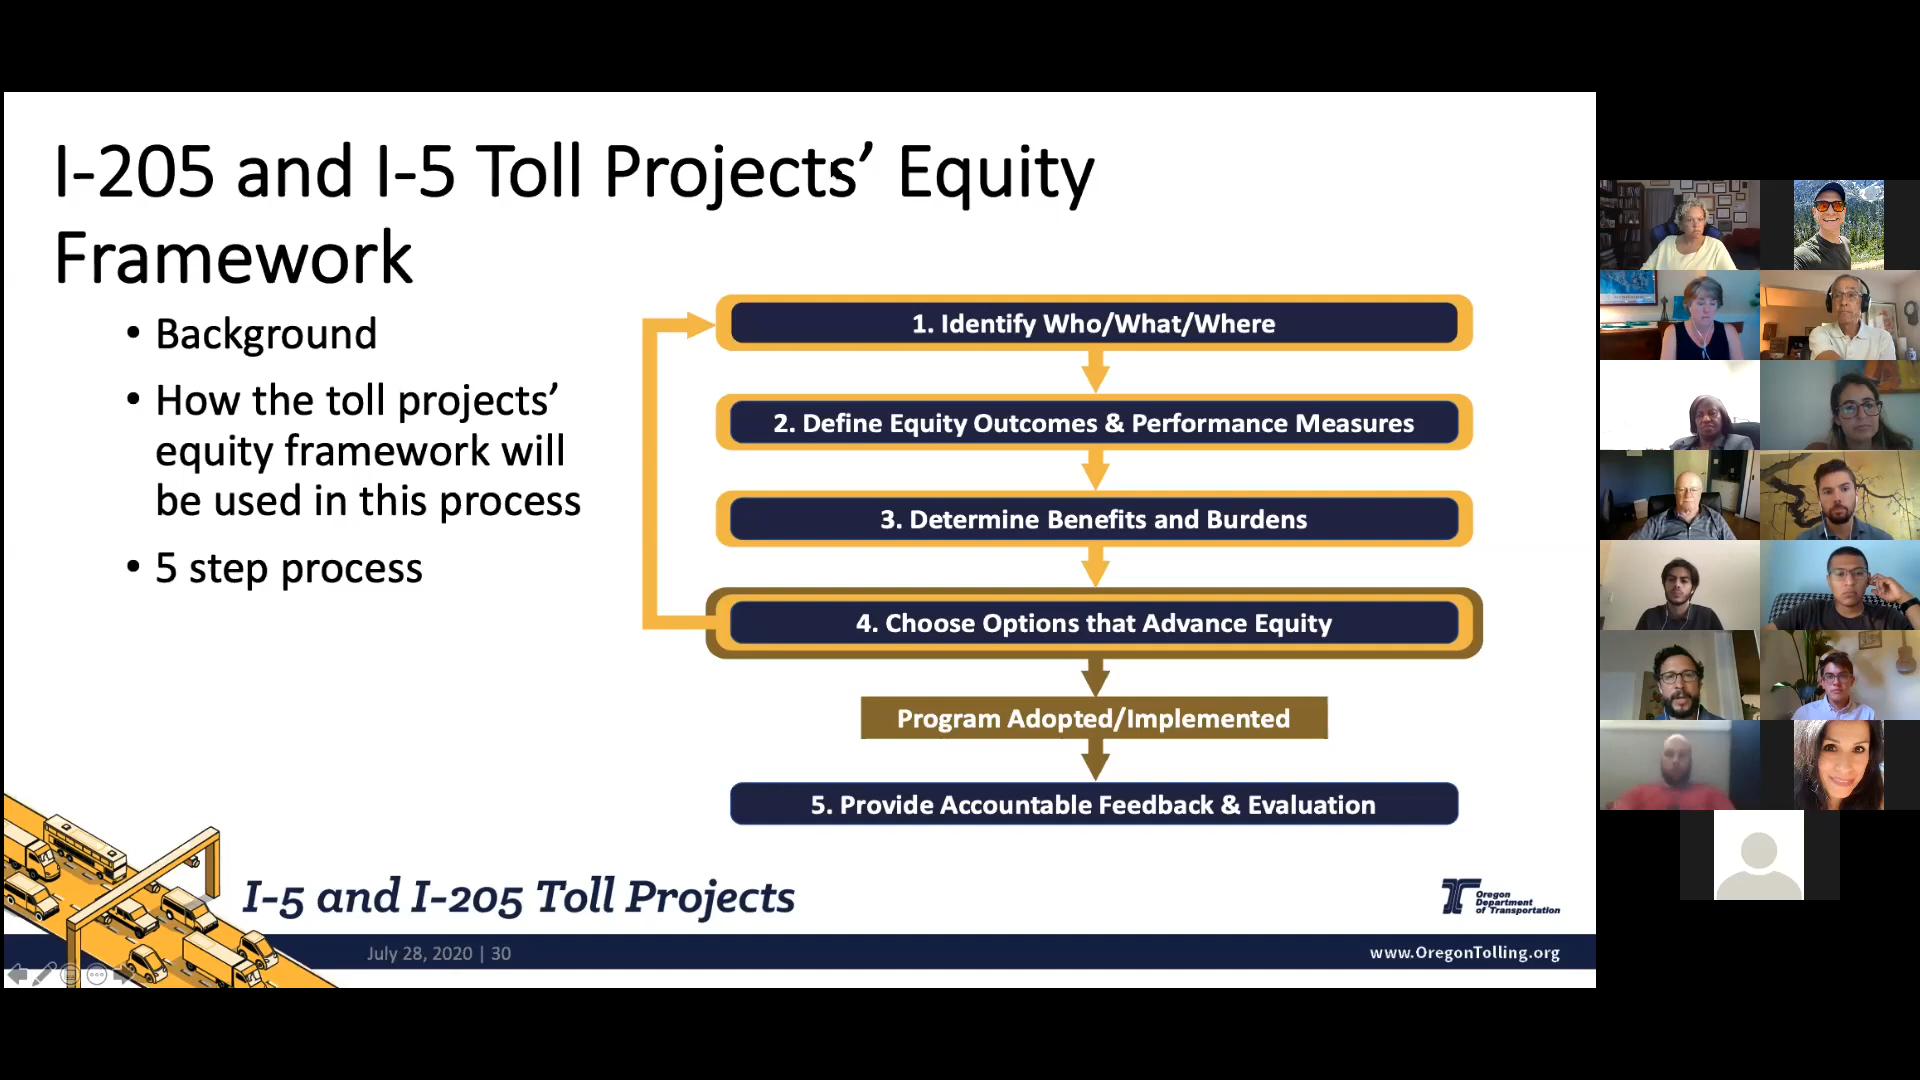 I-205 and I-5 Toll Projects’ Equity
Framework
• Background
• How the toll projects’
equity framework will
be used in this process
• 5 step process
1. Identify Who/What/Where
2. Define Equity Outcomes & Performance Measures
3. Determine Benefits and Burdens
4. Choose Options that Advance Equity
Program Adopted/Implemented
5. Provide Accountable Feedback & Evaluation
I-5 and I-205 Toll Projects
Oregon
Department
of Transportation
July 28, 2020 | 30
www.OregonTolling.org